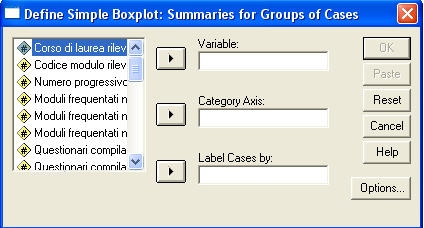 Define Simple Boxplot: Summaries for Groups of Cases
Corso di laurea rilev
Codice modulo rilev
Numero progressivo
Moduli frequentati n
Moduli frequentati n
Moduli frequentati n
Questionari compila
Questionari compila
Variable:
Category Axis:
Label Cases by:
OK
Paste
Reset
Cancel
Help
Options...